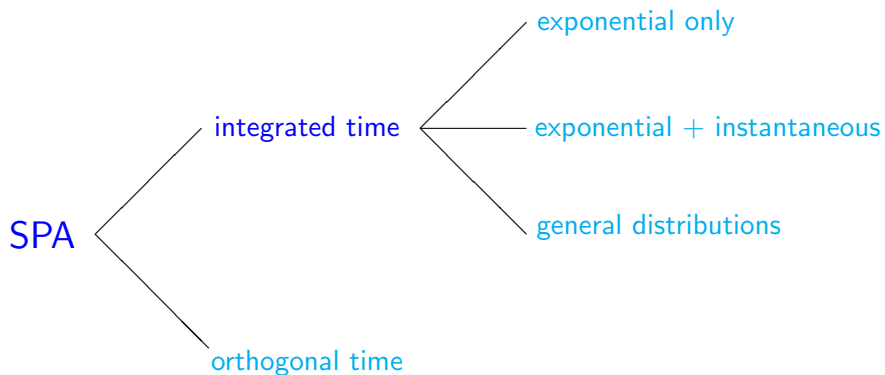 exponential only
integrated time
exponential + instantaneous
general distributions
SPA
orthogonal time